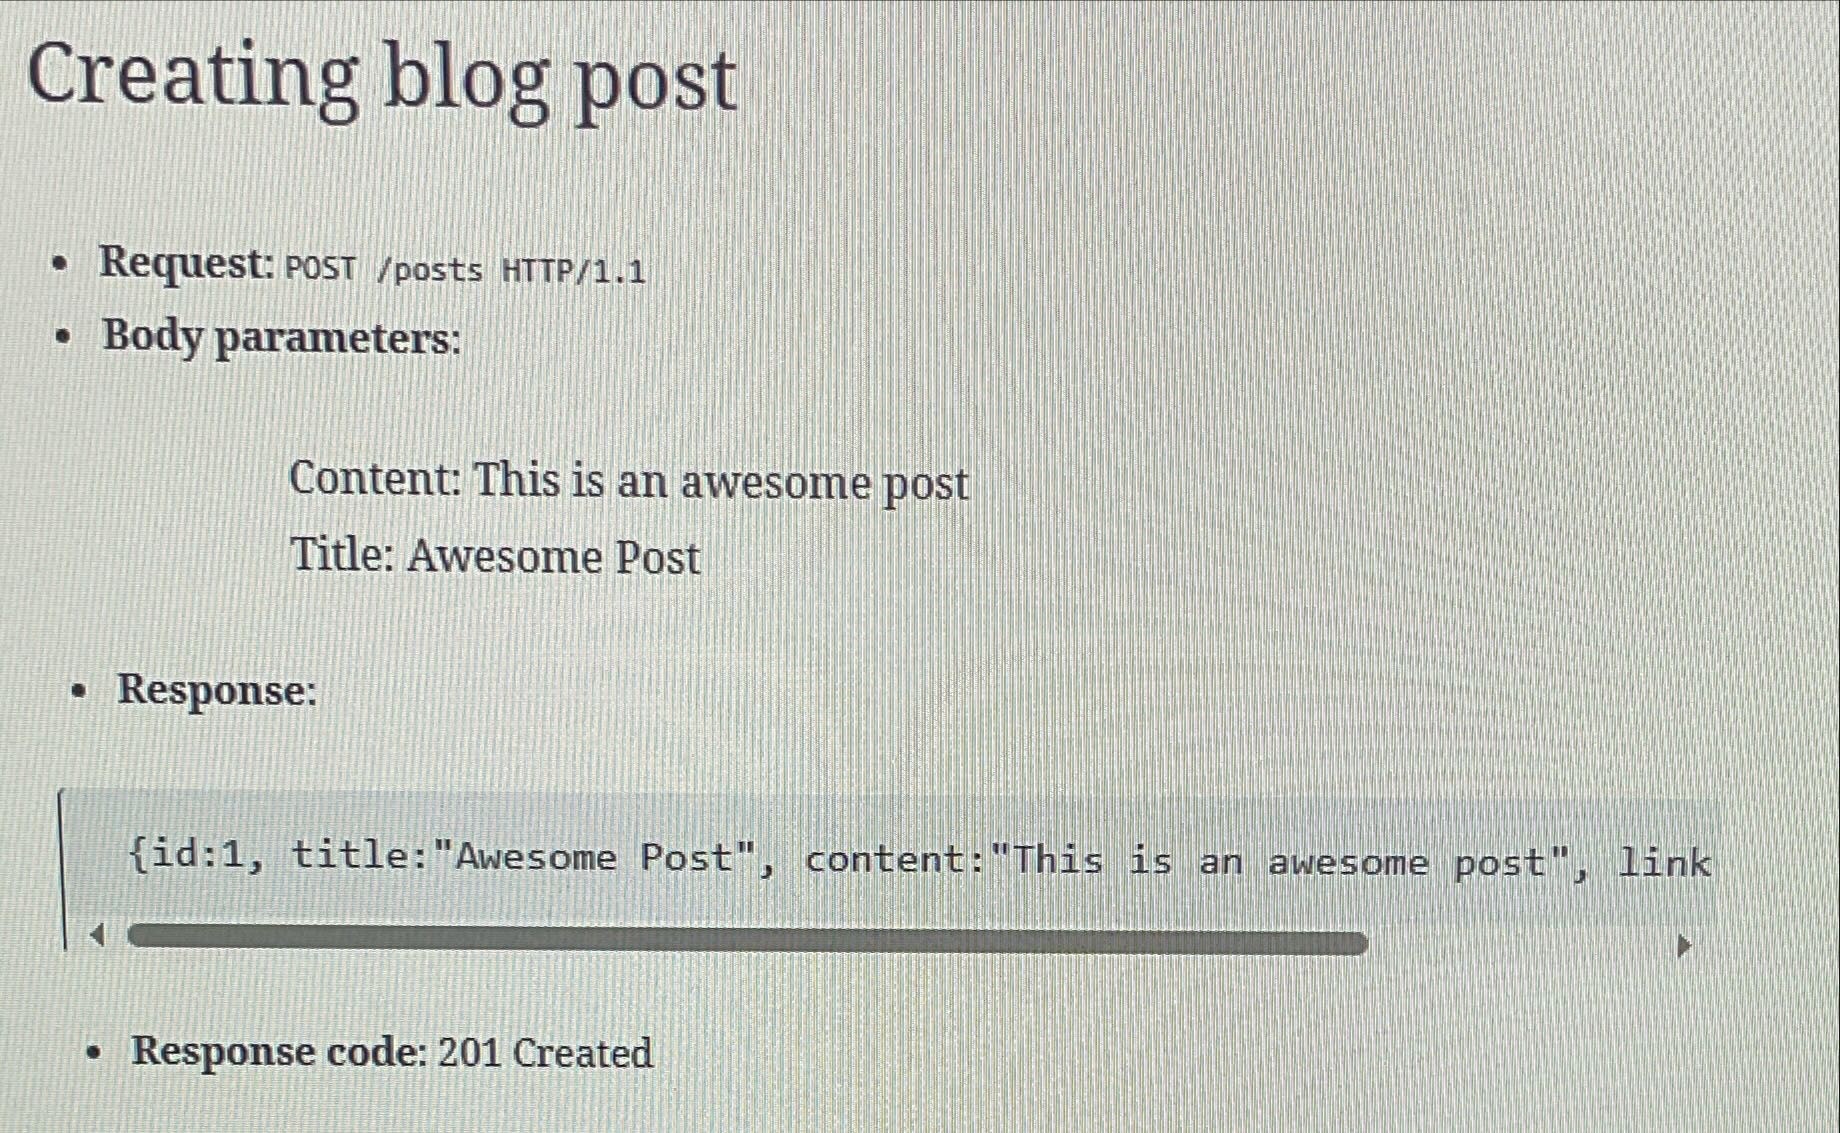 Creating blog post
• Request: POST /posts HTTP/1.1
• Body parameters:
Content: This is an awesome post
Title: Awesome Post
• Response:
{id:1, title:"Awesome Post", content:"This is an awesome post", link
• Response code: 201 Created